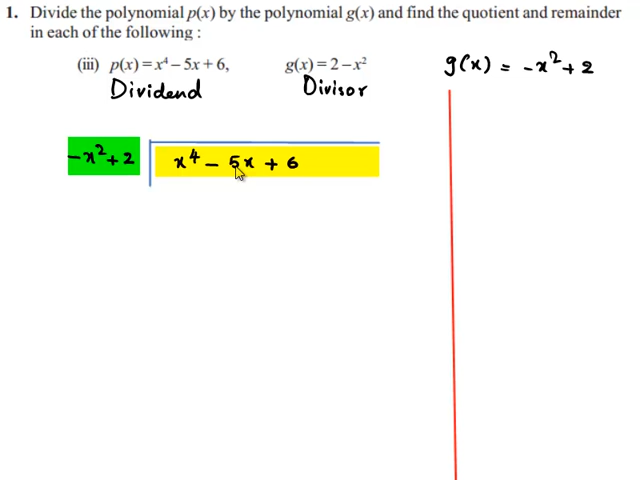 1. Divide the polynomial p(x) by the polynomial g(x) and find the quotient and remainder
in each of the following :
(iii) p(x) = x⁴ – 5x + 6, g(x) = 2 – x² g(x) = -x² + 2
Dividend Divisor
-x² + 2 x⁴ - 5x + 6